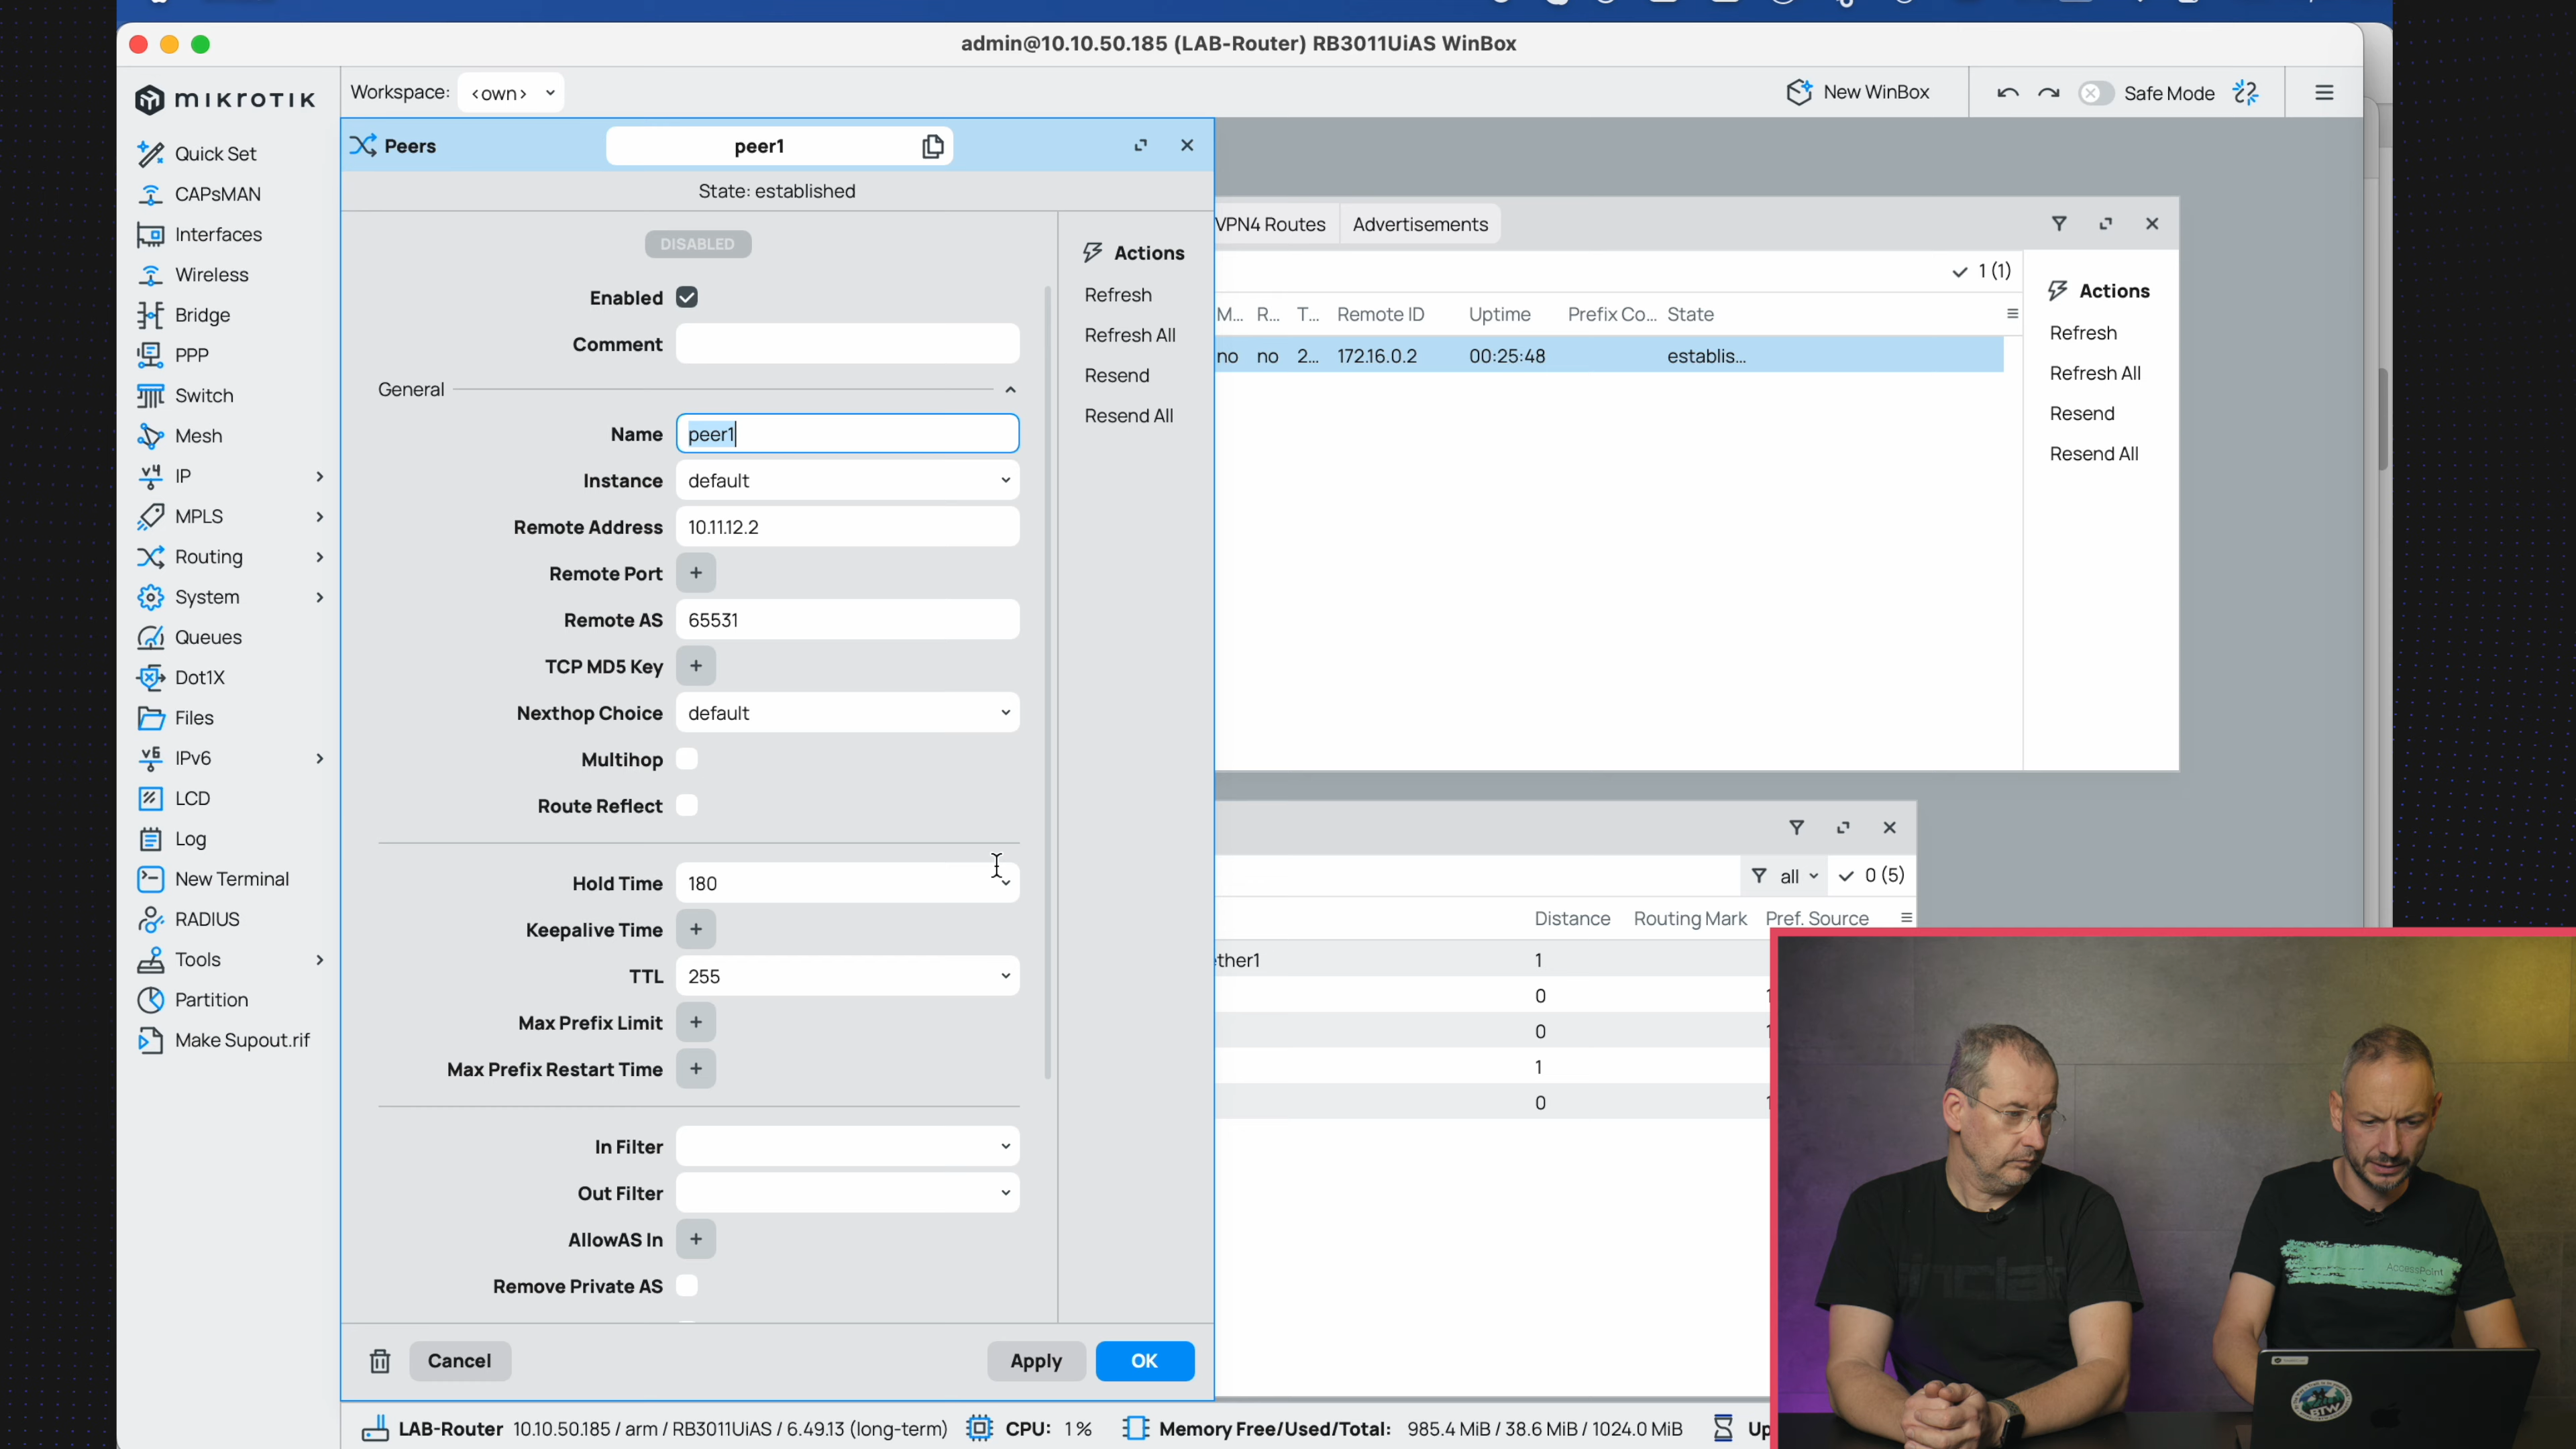 admin@10.10.50.185 (LAB-Router) RB3011UiAS WinBox
MIKROTIK
Workspace: <own>
New WinBox
Safe Mode
Quick Set
CAPsMAN
Interfaces
Wireless
Bridge
PPP
Switch
Mesh
IP
MPLS
Routing
System
Queues
Dot1X
Files
IPv6
LCD
Log
New Terminal
RADIUS
Tools
Partition
Make Supout.rif
Peers
peer1
State: established
DISABLED
Enabled
Comment
General
Name peer1
Instance default
Remote Address 10.11.12.2
Remote Port +
Remote AS 65531
TCP MD5 Key +
Nexthop Choice default
Multihop
Route Reflect
Hold Time 180
Keepalive Time +
TTL 255
Max Prefix Limit +
Max Prefix Restart Time +
In Filter
Out Filter
AllowAS In +
Remove Private AS
Cancel
Apply
OK
Actions
Refresh
Refresh All
Resend
Resend All
VPN4 Routes
Advertisements
1 (1)
M... R... T... Remote ID Uptime Prefix Co... State
no no 2... 172.16.0.2 00:25:48 establis...
Actions
Refresh
Refresh All
Resend
Resend All
all
0 (5)
Distance Routing Mark Pref. Source
ther1 1
0
0
1
0
AccessPoint
BTW
LAB-Router 10.10.50.185 / arm / RB3011UiAS / 6.49.13 (long-term) CPU: 1 % Memory Free/Used/Total: 985.4 MiB / 38.6 MiB / 1024.0 MiB Up